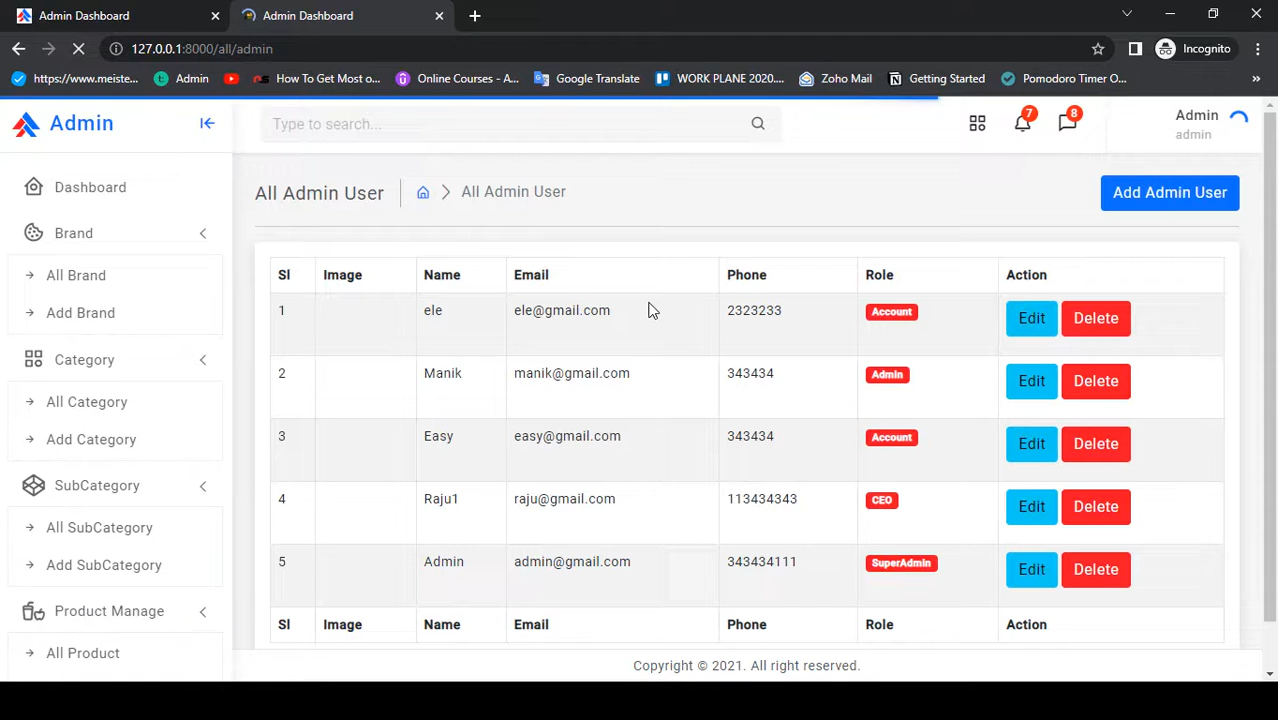 Admin Dashboard
Admin Dashboard
127.0.0.1:8000/all/admin
Incognito
https://www.meiste...
Admin
How To Get Most o...
Online Courses - A...
Google Translate
WORK PLANE 2020....
Zoho Mail
Getting Started
Pomodoro Timer O...
Admin
Type to search...
7
8
Admin
admin
Dashboard
Brand
All Brand
Add Brand
Category
All Category
Add Category
SubCategory
All SubCategory
Add SubCategory
Product Manage
All Product
All Admin User
All Admin User
Add Admin User
Sl Image Name Email Phone Role Action
1 ele ele@gmail.com 2323233 Account Edit Delete
2 Manik manik@gmail.com 343434 Admin Edit Delete
3 Easy easy@gmail.com 343434 Account Edit Delete
4 Raju1 raju@gmail.com 113434343 CEO Edit Delete
5 Admin admin@gmail.com 343434111 SuperAdmin Edit Delete
Sl Image Name Email Phone Role Action
Copyright © 2021. All right reserved.